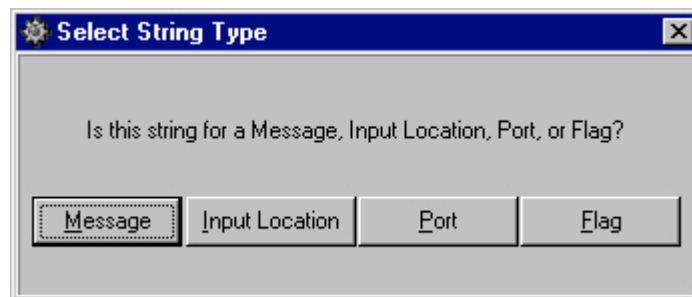 Select String Type
Is this string for a Message, Input Location, Port, or Flag?
Message Input Location Port Flag